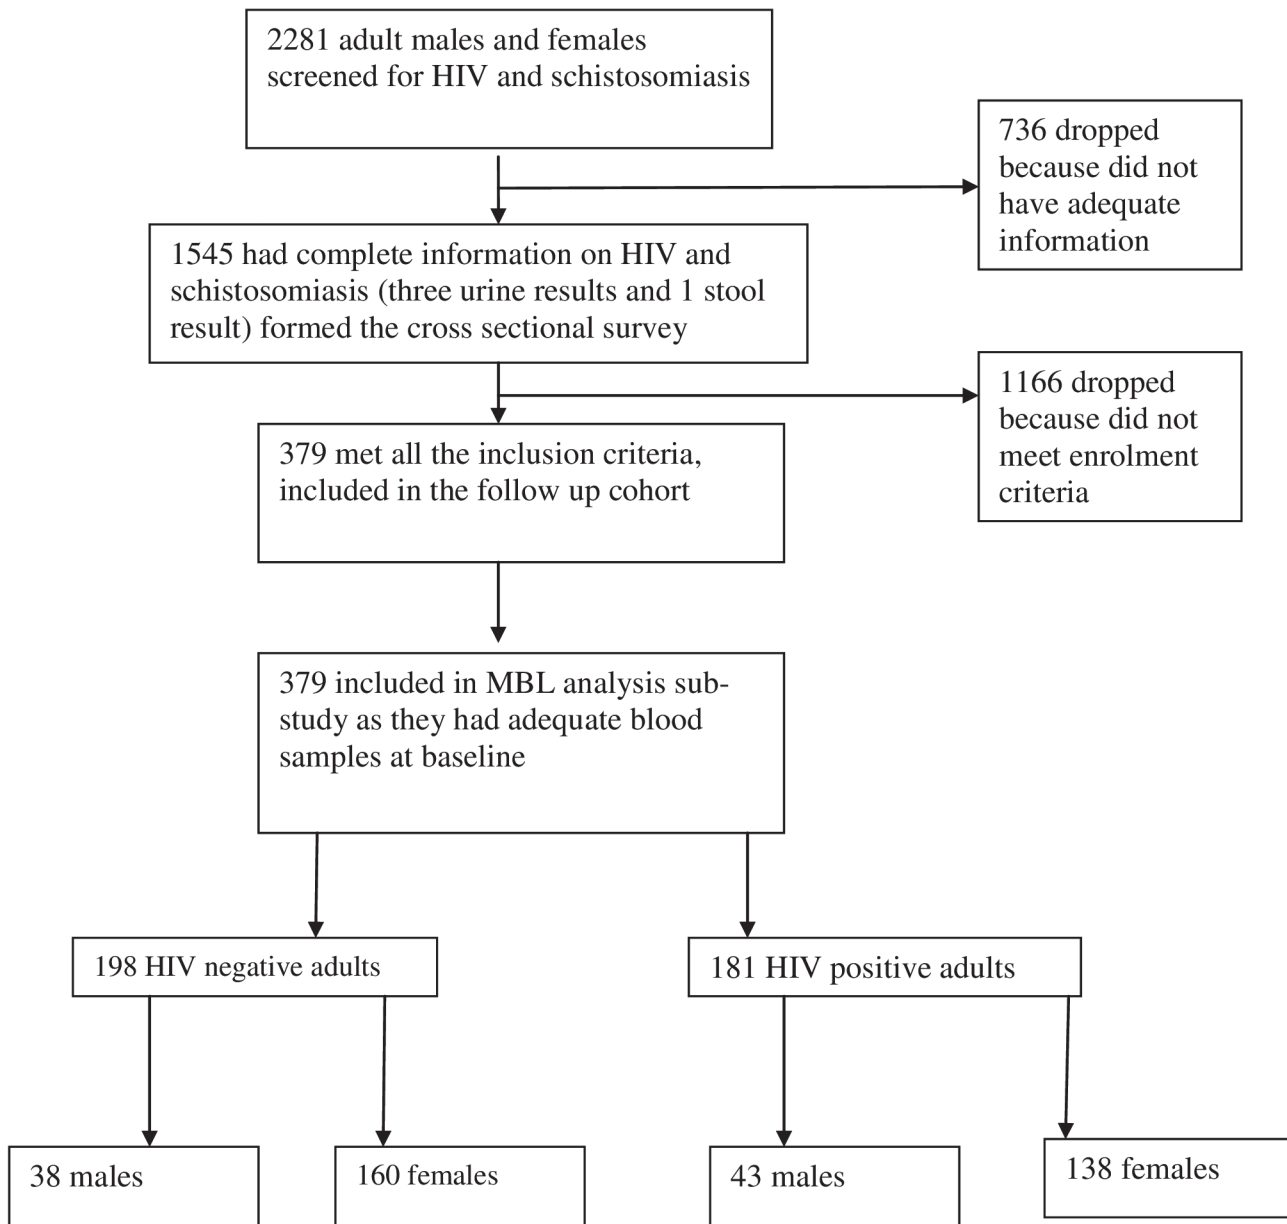 2281 adult males and females
screened for HIV and schistosomiasis
736 dropped
because did not
have adequate
information
1545 had complete information on HIV and
schistosomiasis (three urine results and 1 stool
result) formed the cross sectional survey
1166 dropped
because did not
meet enrolment
criteria
379 met all the inclusion criteria,
included in the follow up cohort
379 included in MBL analysis sub-
study as they had adequate blood
samples at baseline
198 HIV negative adults
181 HIV positive adults
38 males
160 females
43 males
138 females